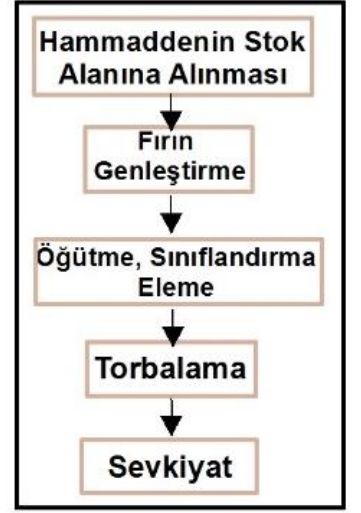 Hammaddenin Stok
Alanına Alınması
Fırın
Genleştirme
Öğütme, Sınıflandırma
Eleme
Torbalama
Sevkiyat